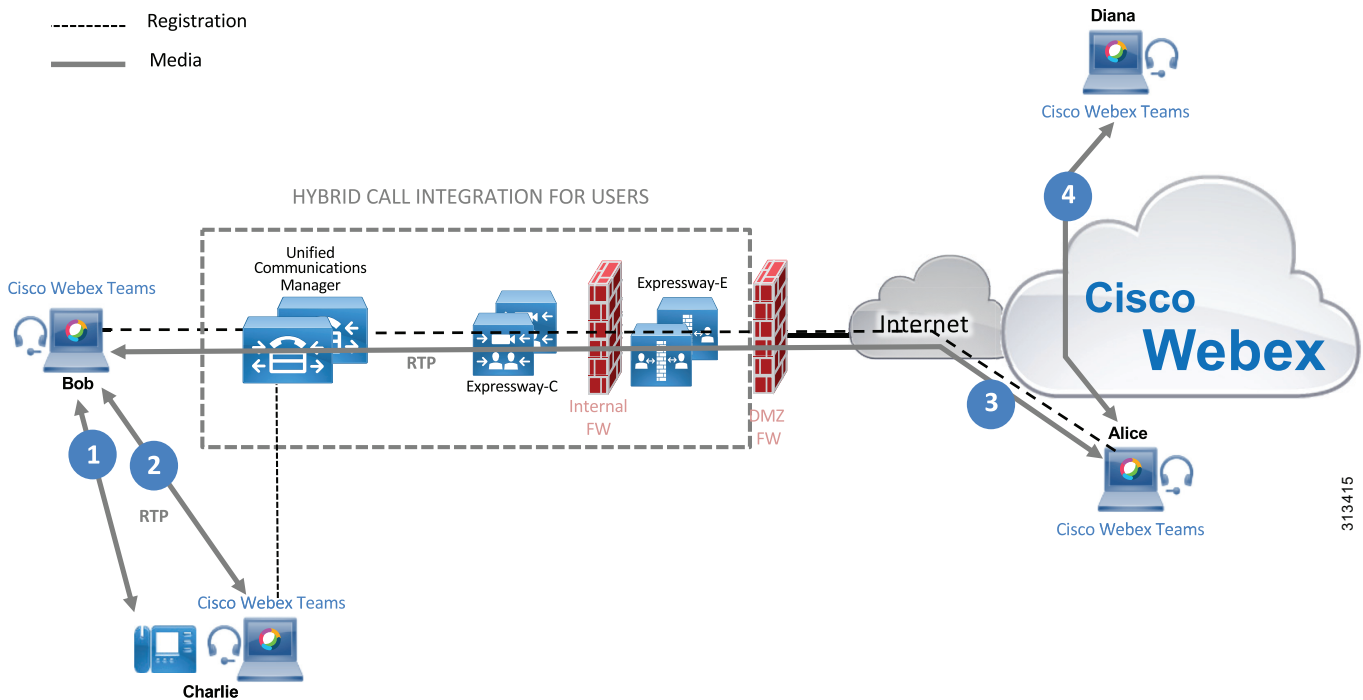 Registration
Media
Diana
Cisco Webex Teams
4
HYBRID CALL INTEGRATION FOR USERS
Unified
Communications
Manager
Expressway-E
Cisco Webex Teams
Bob
RTP
Expressway-C
Internal
FW
DMZ
FW
Internet
Cisco
Webex
3
Alice
Cisco Webex Teams
1
2
RTP
Cisco Webex Teams
Charlie
313415